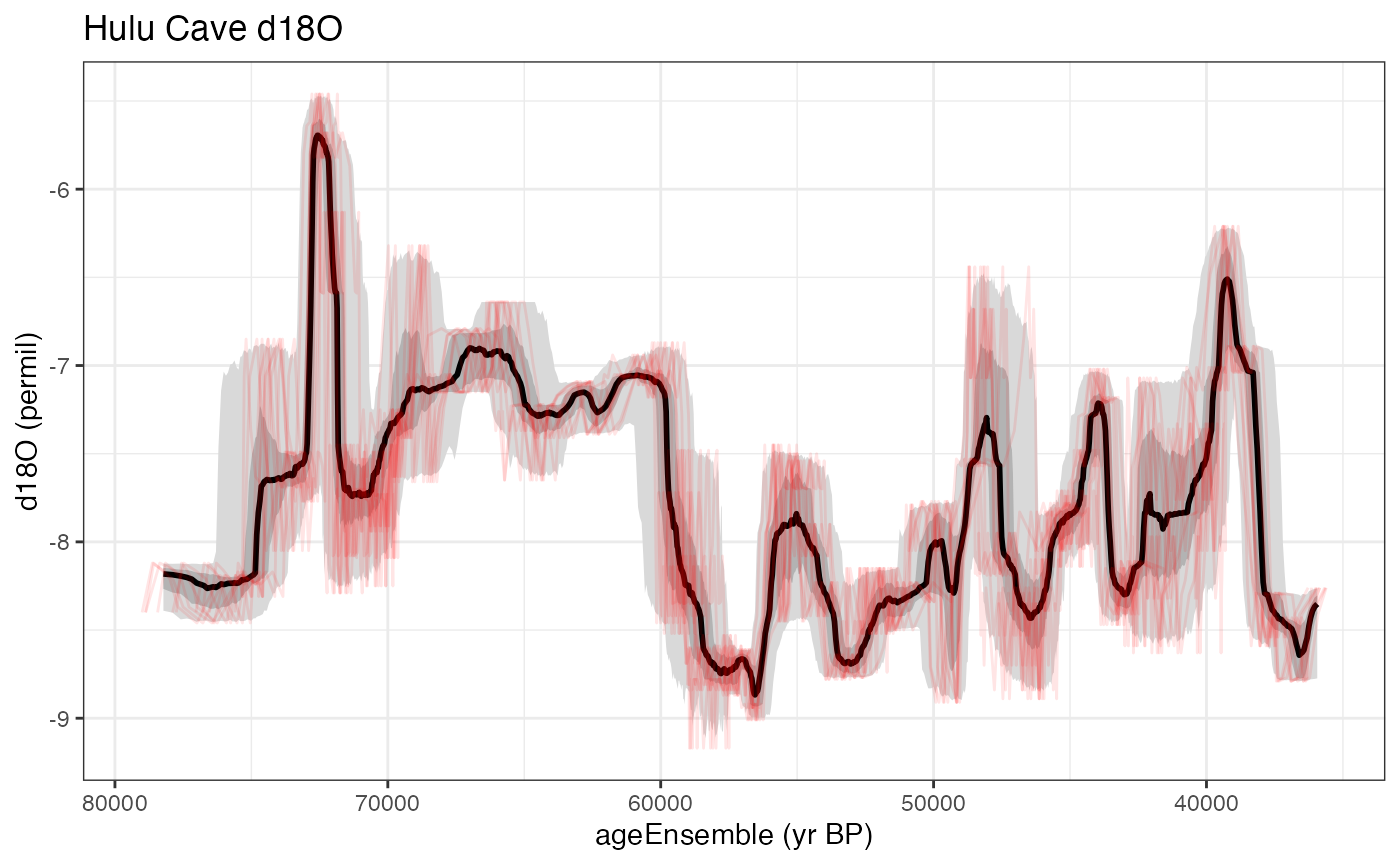 Hulu Cave d18O
d18O (permil)
-6
-7
-8
-9
80000 70000 60000 50000 40000
ageEnsemble (yr BP)